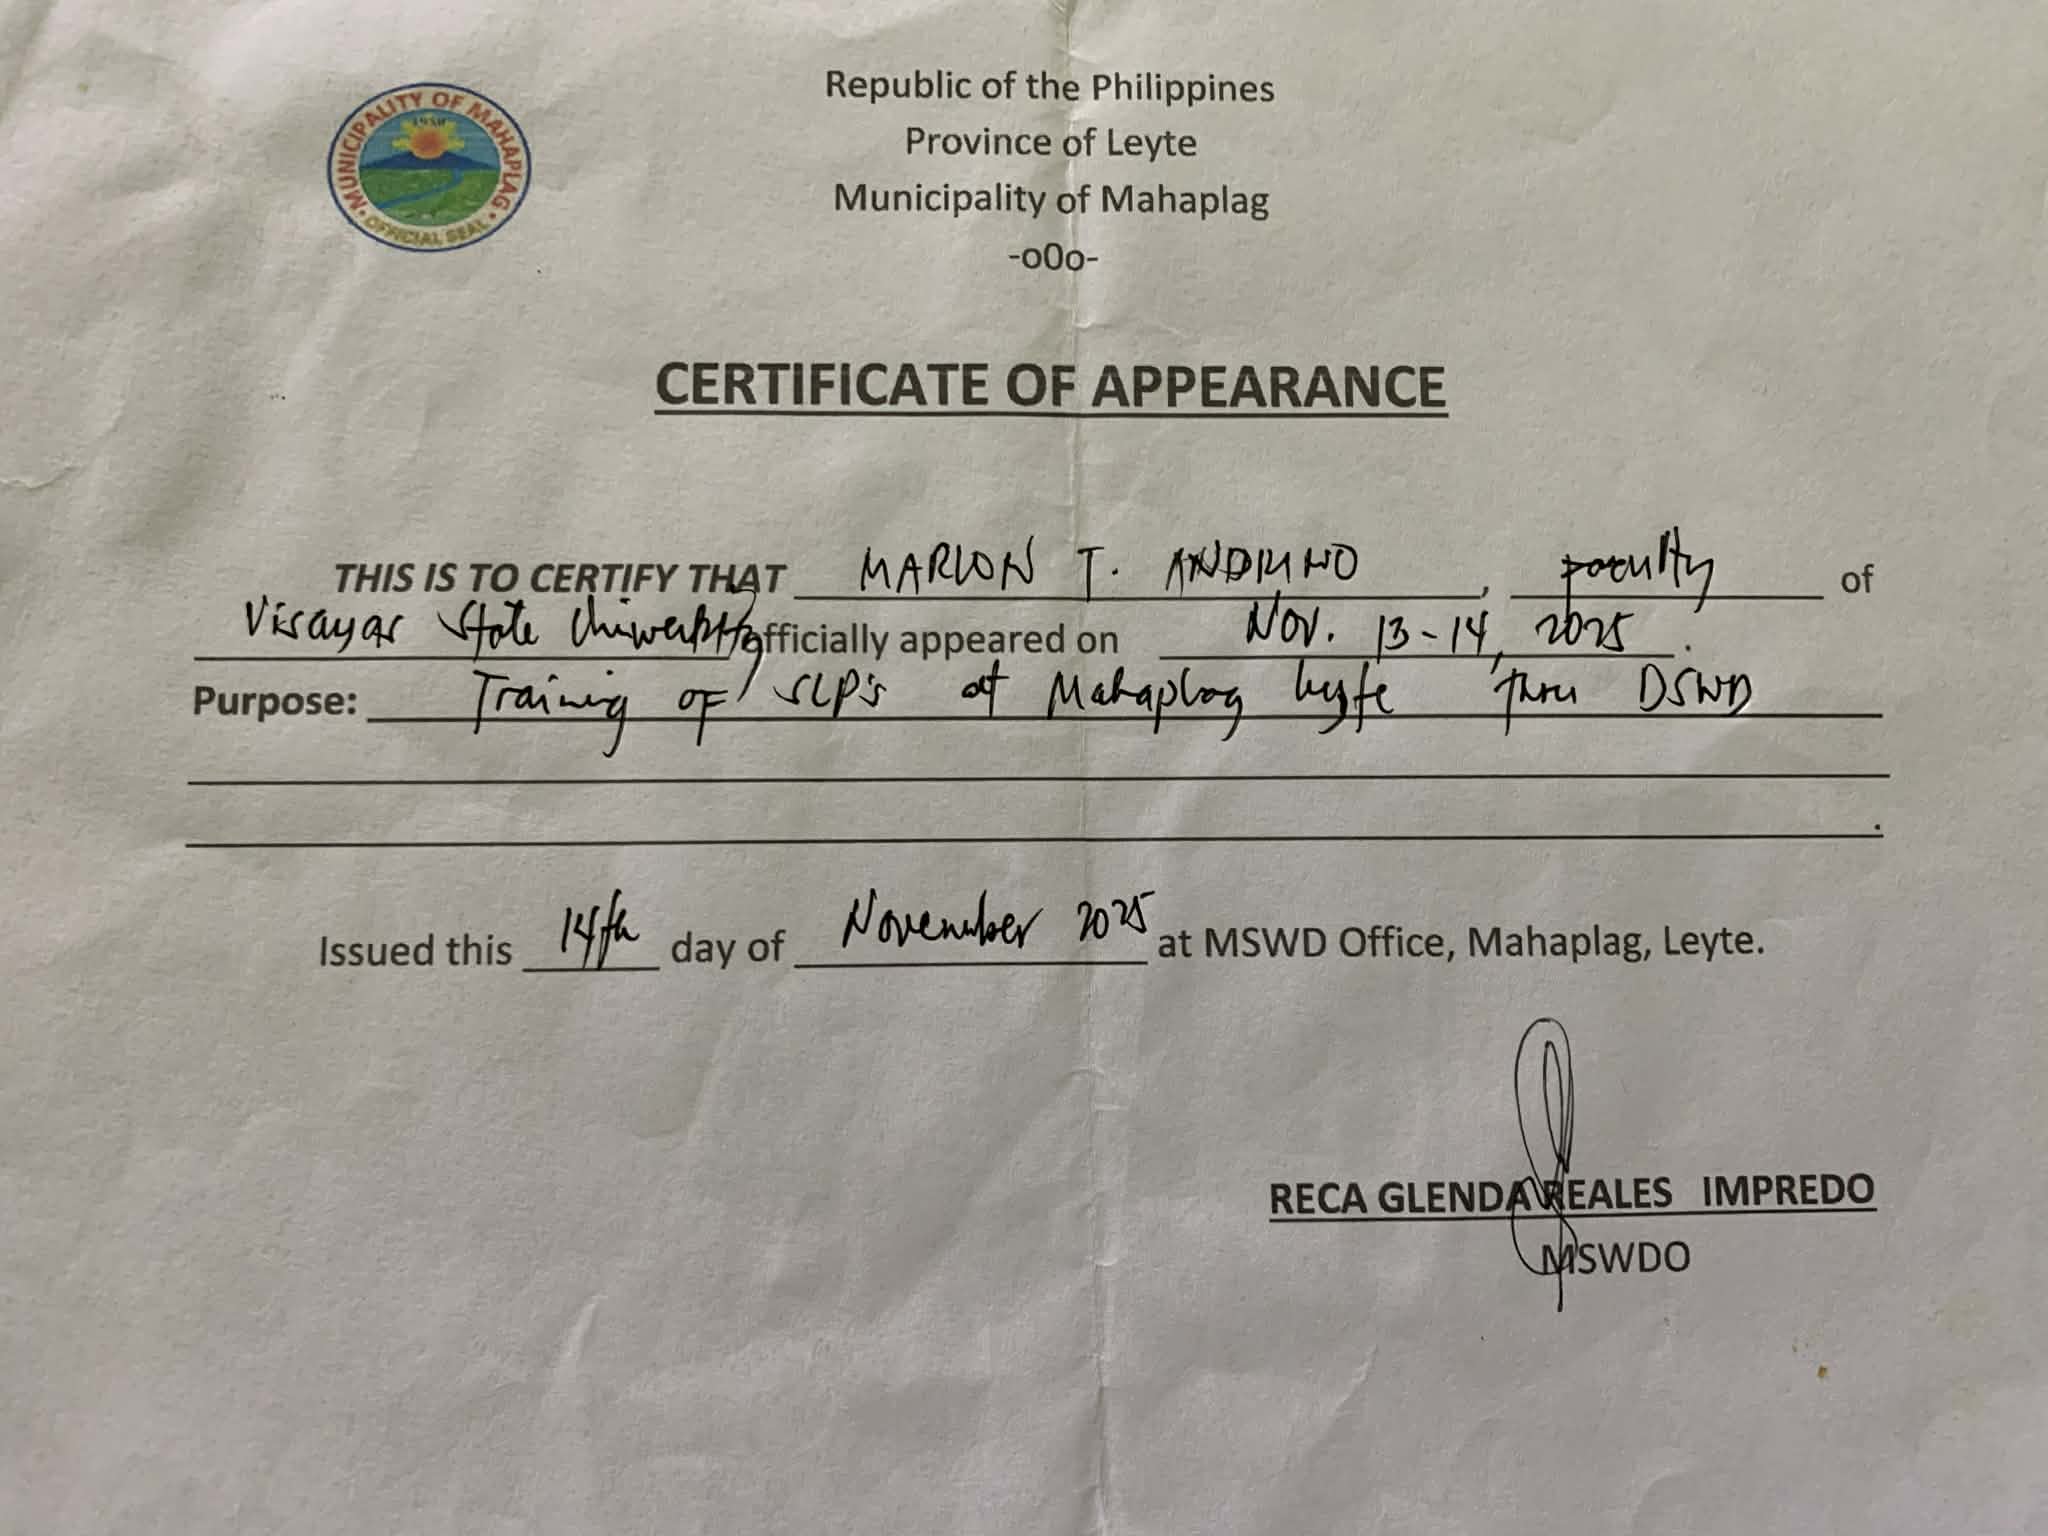 MUNICIPALITY OF MAHAPLAG
1958
OFFICIAL SEAL
Republic of the Philippines
Province of Leyte
Municipality of Mahaplag
-o0o-
CERTIFICATE OF APPEARANCE
THIS IS TO CERTIFY THAT MARLON T. , Faculty of
Visayas State University officially appeared on Nov. 13-14, 2025.
Purpose: Training of SLP's at Mahaplag Leyte thru DSWD
.
Issued this 14th day of November 2025 at MSWD Office, Mahaplag, Leyte.
RECA GLENDA REALES IMPREDO
MSWDO